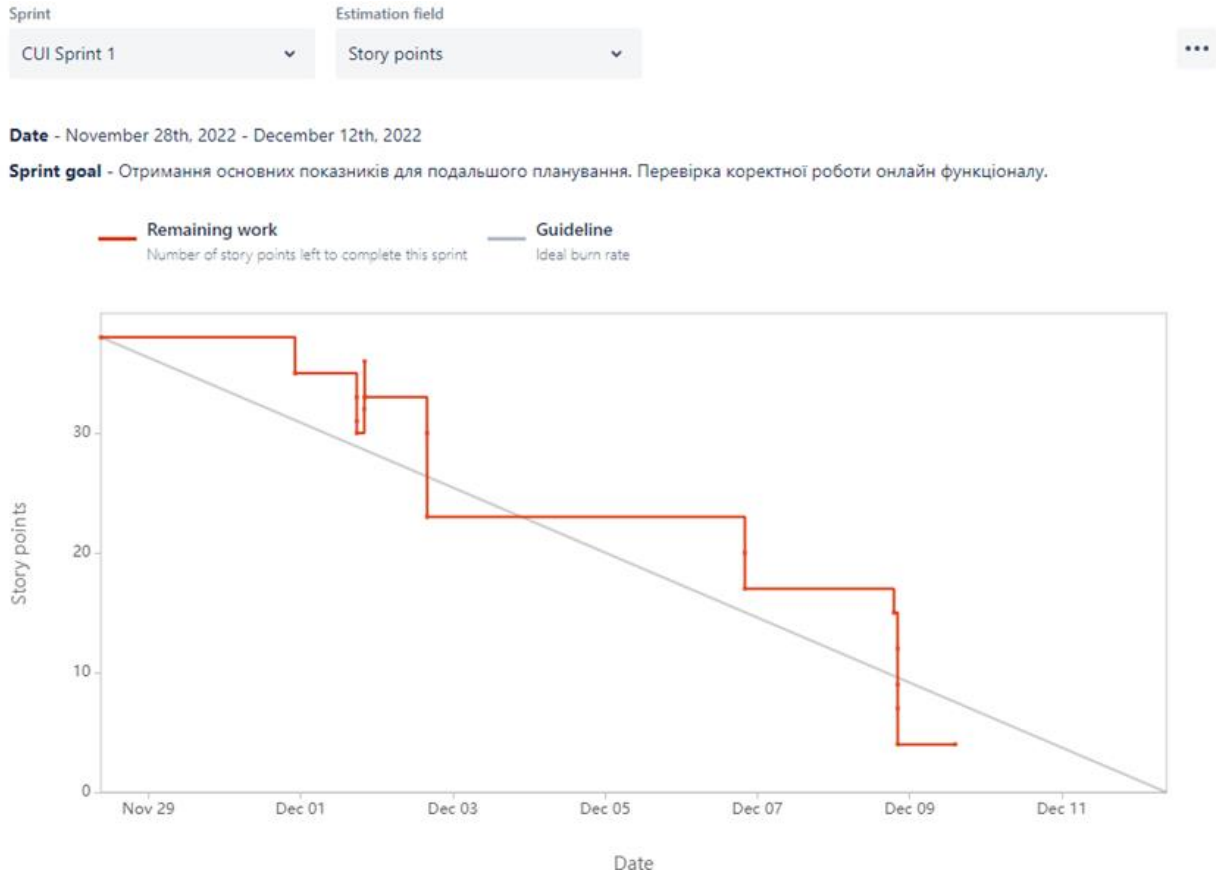 Sprint
Estimation field
CUI Sprint 1
Story points
Date - November 28th, 2022 - December 12th, 2022
Sprint goal - Отримання основних показників для подальшого планування. Перевірка коректної роботи онлайн функціоналу.
Remaining work
Number of story points left to complete this sprint
Guideline
Ideal burn rate
Story points
30
20
10
0
Nov 29
Dec 01
Dec 03
Dec 05
Dec 07
Dec 09
Dec 11
Date